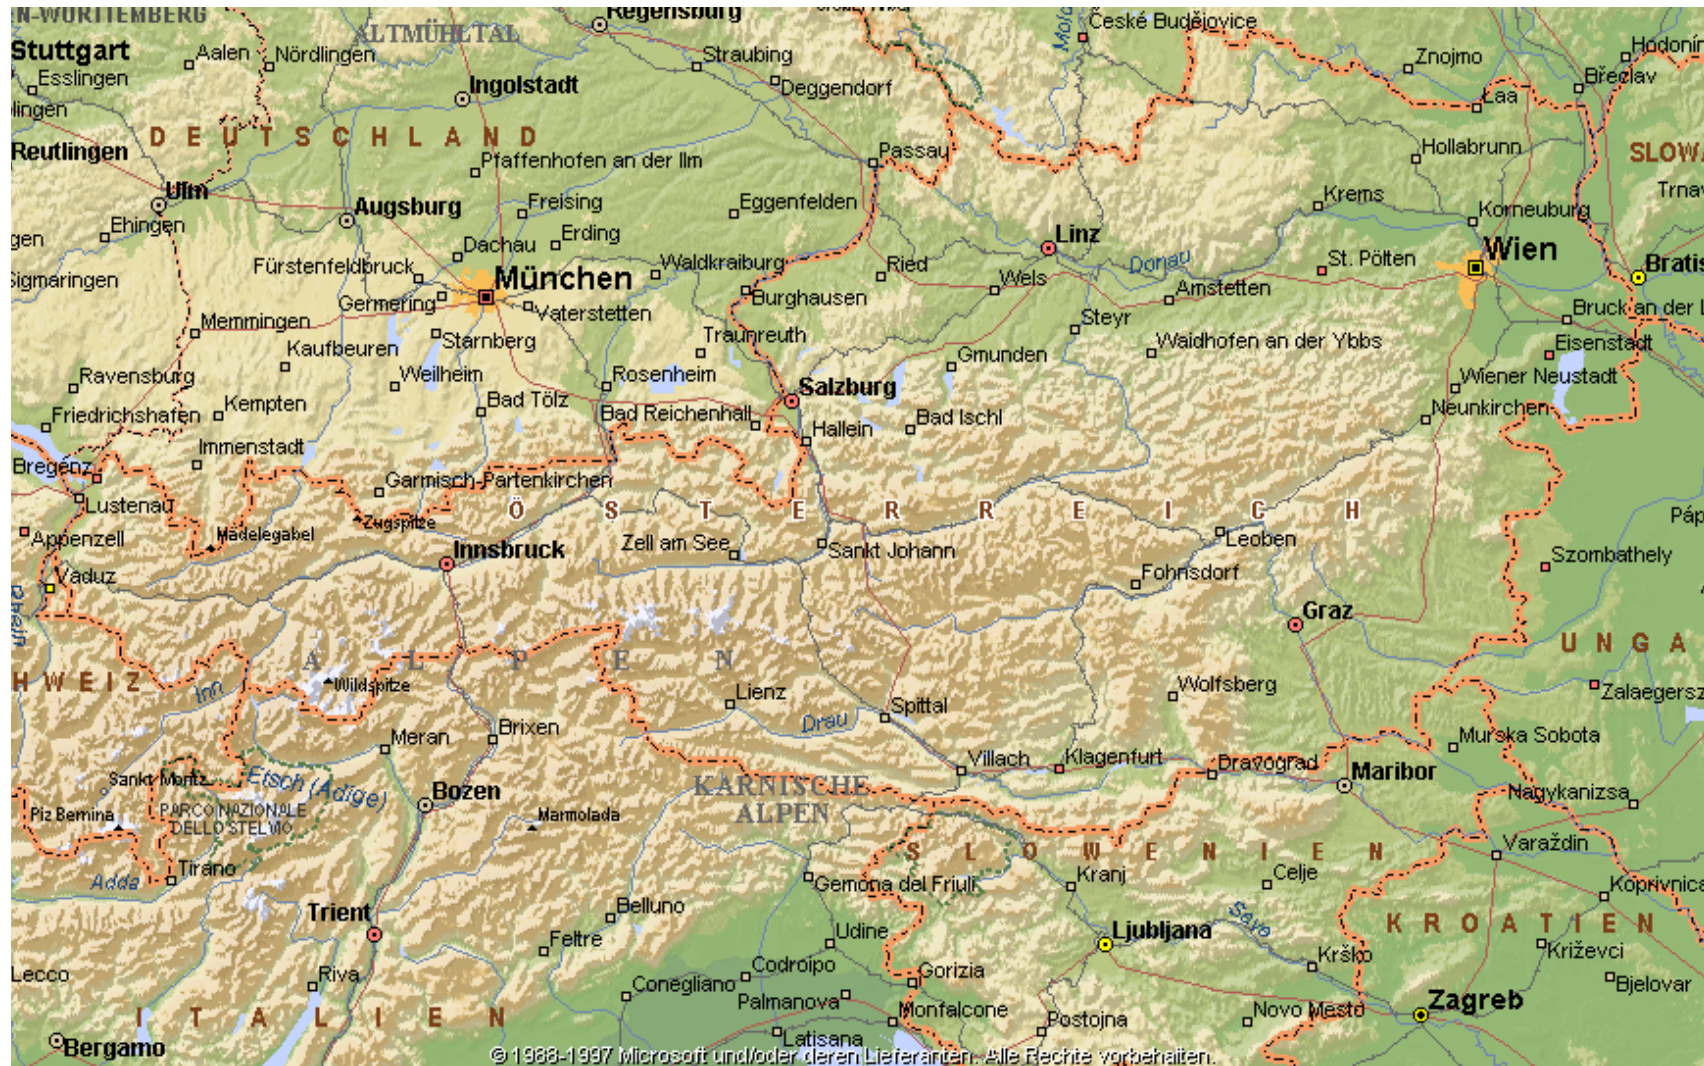 N-WÜRTTEMBERG
Regensburg
České Budějovice
ALTMÜHLTAL
Stuttgart
Aalen
Nördlingen
Straubing
Znojmo
Hodonín
Esslingen
Ingolstadt
Deggendorf
Břeclav
Laa
lingen
DEUTSCHLAND
Reutlingen
Pfaffenhofen an der Ilm
Passau
Hollabrunn
SLOWA
Ulm
Augsburg
Freising
Eggenfelden
Krems
Trnav
Korneuburg
Ehingen
gen
Dachau
Erding
Linz
Wien
Fürstenfeldbruck
München
Waldkraiburg
Ried
Donau
St. Pölten
Bratis
Sigmaringen
Germering
Vaterstetten
Burghausen
Wels
Amstetten
Bruck an der L
Memmingen
Starnberg
Traunreuth
Steyr
Kaufbeuren
Gmunden
Waidhofen an der Ybbs
Eisenstadt
Ravensburg
Weilheim
Rosenheim
Salzburg
Wiener Neustadt
Friedrichshafen
Kempten
Bad Tölz
Bad Reichenhall
Bad Ischl
Neunkirchen
Hallein
Immenstadt
Bregenz
Garmisch-Partenkirchen
Lustenau
ÖSTERREICH
Zugspitze
Páp
Appenzell
Mädelegabel
Innsbruck
Zell am See
Sankt Johann
Leoben
Szombathely
Vaduz
Fohnsdorf
Rhein
Graz
ALPEN
UNGA
HWEIZ
Inn
Wildspitze
Lienz
Wolfsberg
Zalaegersz
Drau
Spittal
Meran
Brixen
Murska Sobota
Villach
Klagenfurt
Dravograd
Maribor
Sankt Moritz
Etsch (Adige)
Bozen
KARNISCHE
ALPEN
Nagykanizsa
Piz Bernina
PARCO NAZIONALE
DELLO STELVIO
Marmolada
Varaždin
SLOWENIEN
Tirano
Adda
Gemona del Friuli
Kranj
Celje
Koprivnica
Trient
Belluno
Save
KROATIEN
Udine
Ljubljana
Feltre
Krško
Križevci
Lecco
Riva
Codroipo
Gorizia
Conegliano
Bjelovar
Palmanova
Monfalcone
Novo Mesto
Zagreb
ITALIEN
Postojna
Latisana
Bergamo
© 1988-1997 Microsoft und/oder deren Lieferanten. Alle Rechte vorbehalten.